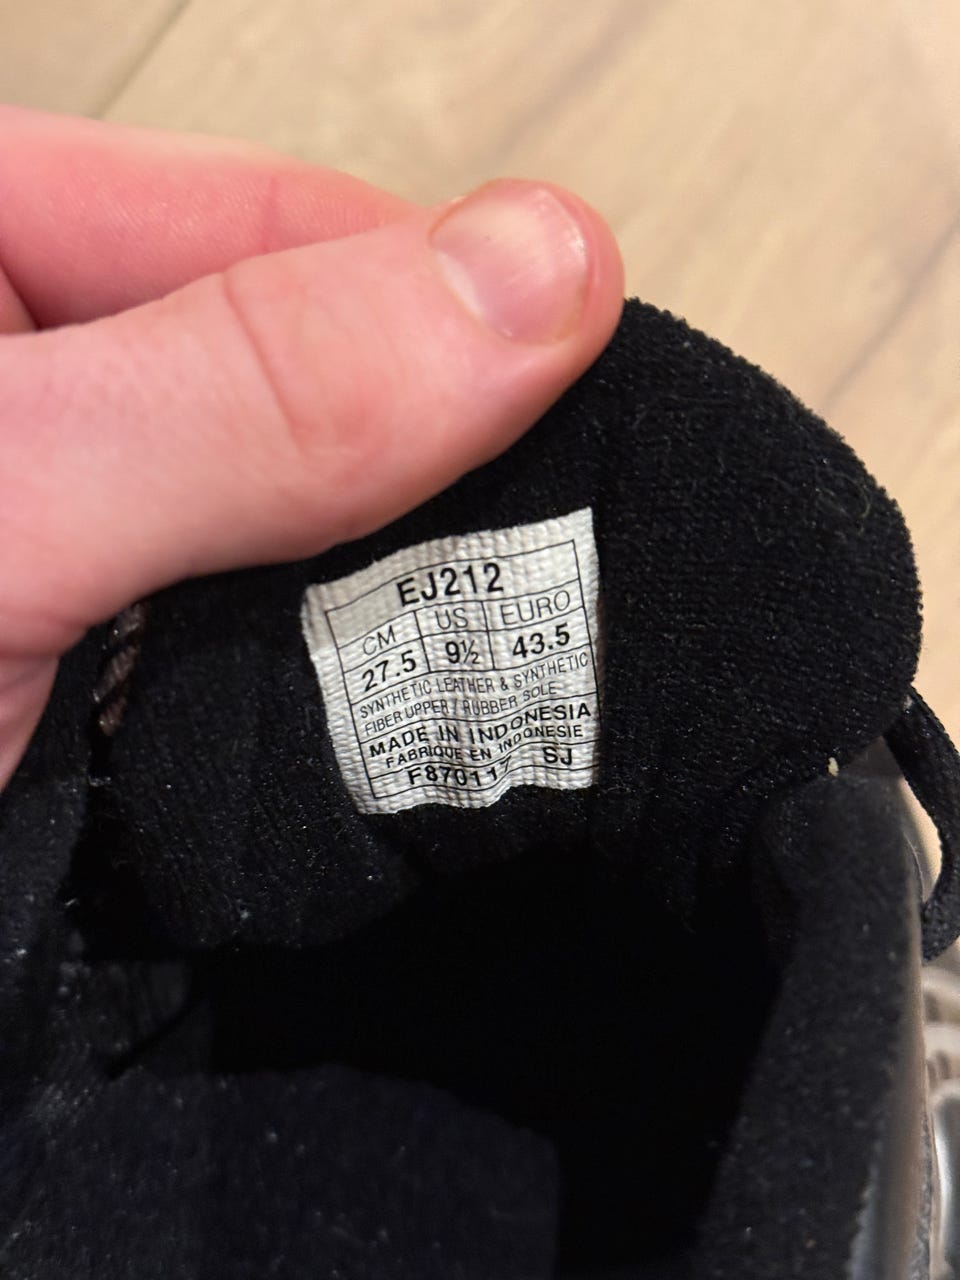 EJ212
CM US EURO
27.5 9½ 43.5
SYNTHETIC LEATHER & SYNTHETIC
FIBER UPPER / RUBBER SOLE
MADE IN INDONESIA
FABRIQUE EN INDONESIE
F870117 SJ